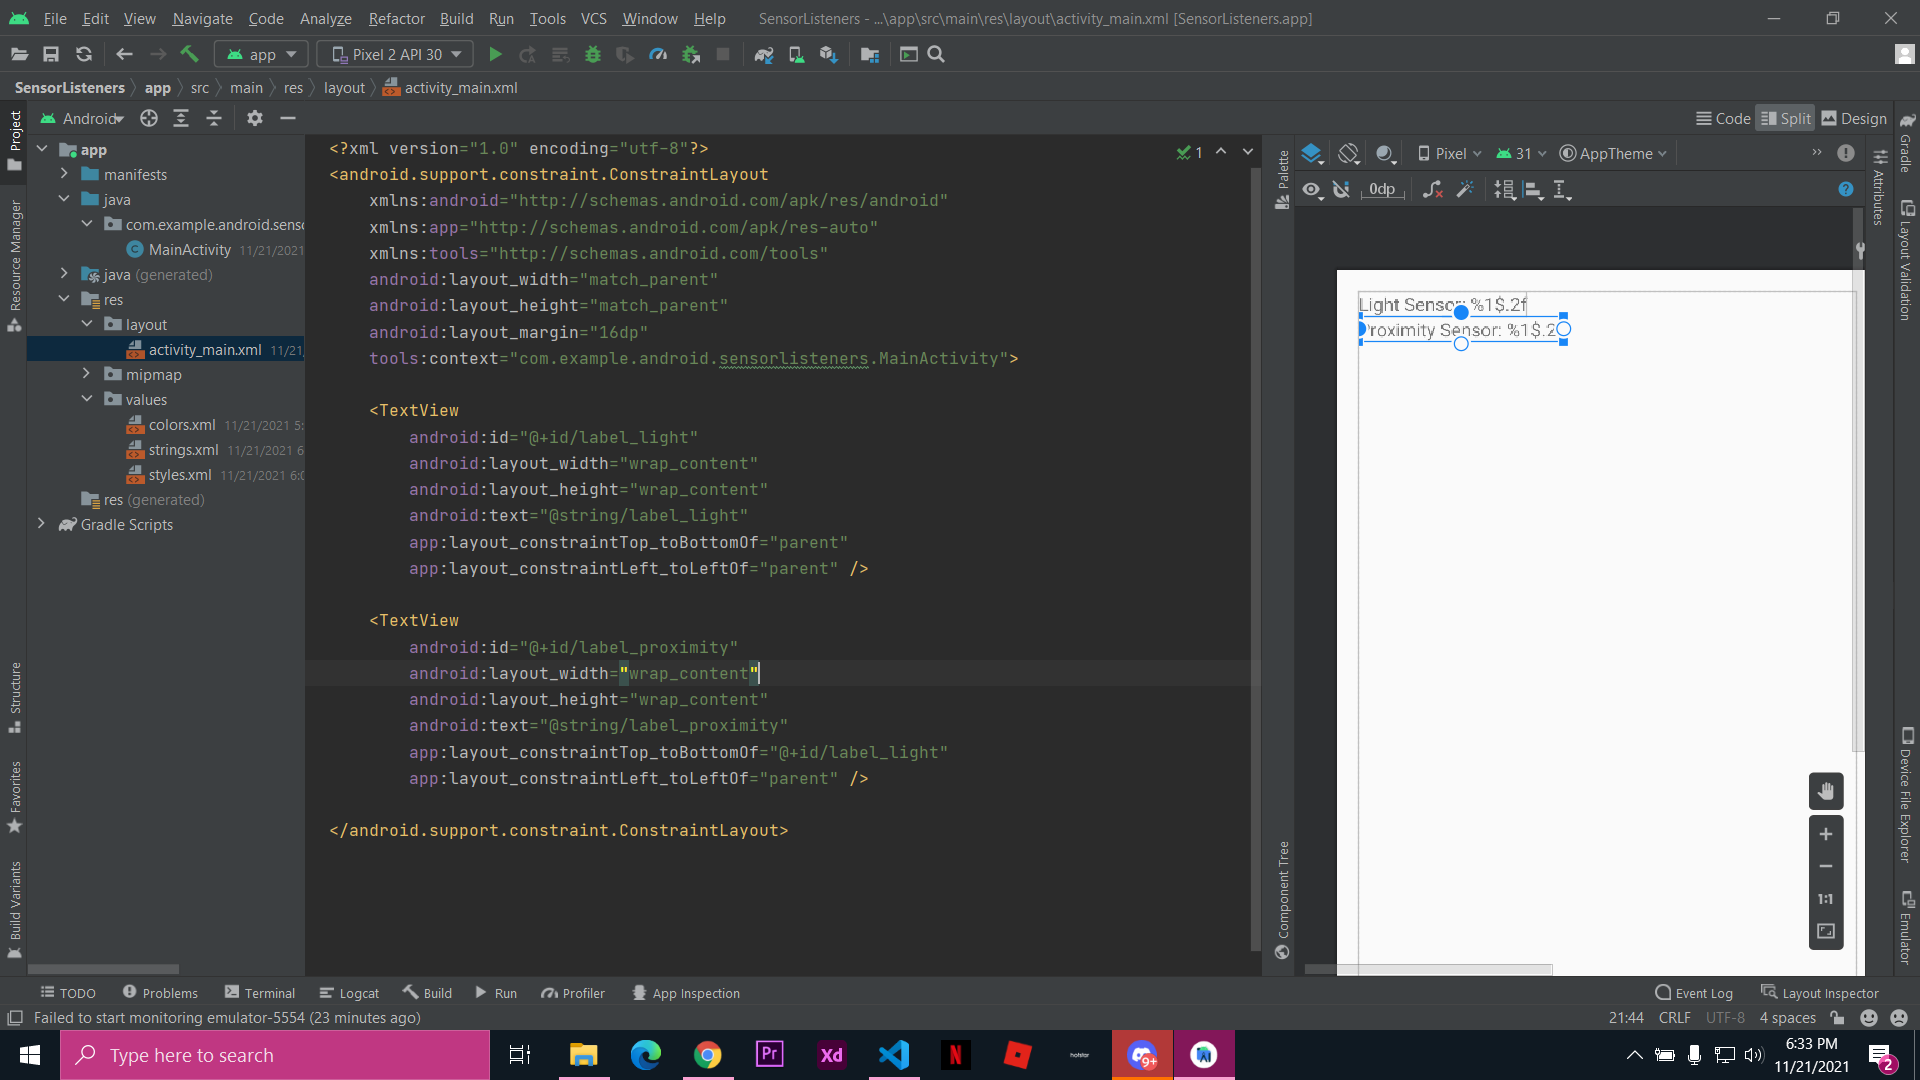 File Edit View Navigate Code Analyze Refactor Build Run Tools VCS Window Help SensorListeners - ...\app\src\main\res\layout\activity_main.xml [SensorListeners.app]
app Pixel 2 API 30
SensorListeners app src main res layout activity_main.xml
Project
Resource Manager
Structure
Favorites
Build Variants
Android
app
manifests
java
com.example.android.senso
MainActivity 11/21/2021
java (generated)
res
layout
activity_main.xml 11/21/
mipmap
values
colors.xml 11/21/2021 5:
strings.xml 11/21/2021 6
styles.xml 11/21/2021 6:0
res (generated)
Gradle Scripts
<?xml version="1.0" encoding="utf-8"?>
<android.support.constraint.ConstraintLayout
xmlns:android="http://schemas.android.com/apk/res/android"
xmlns:app="http://schemas.android.com/apk/res-auto"
xmlns:tools="http://schemas.android.com/tools"
android:layout_width="match_parent"
android:layout_height="match_parent"
android:layout_margin="16dp"
tools:context="com.example.android.sensorlisteners.MainActivity">
<TextView
android:id="@+id/label_light"
android:layout_width="wrap_content"
android:layout_height="wrap_content"
android:text="@string/label_light"
app:layout_constraintTop_toBottomOf="parent"
app:layout_constraintLeft_toLeftOf="parent" />
<TextView
android:id="@+id/label_proximity"
android:layout_width="wrap_content"
android:layout_height="wrap_content"
android:text="@string/label_proximity"
app:layout_constraintTop_toBottomOf="@+id/label_light"
app:layout_constraintLeft_toLeftOf="parent" />
</android.support.constraint.ConstraintLayout>
1
Code Split Design
Palette
Component Tree
Pixel 31 AppTheme
0dp
Light Sensor: %1$.2f
Proximity Sensor: %1$.2
1:1
Attributes
Gradle
Layout Validation
Device File Explorer
Emulator
TODO Problems Terminal Logcat Build Run Profiler App Inspection Event Log Layout Inspector
Failed to start monitoring emulator-5554 (23 minutes ago) 21:44 CRLF UTF-8 4 spaces
Type here to search
Pr
Xd
N
hotstar
9+
6:33 PM
11/21/2021
2